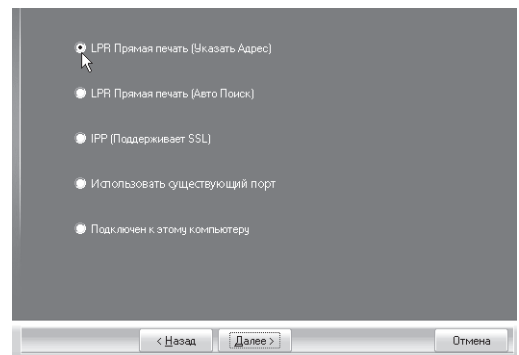 LPR Прямая печать (Указать Адрес)
LPR Прямая печать (Авто Поиск)
IPP (Поддерживает SSL)
Использовать существующий порт
Подключен к этому компьютеру
< Назад Далее > Отмена